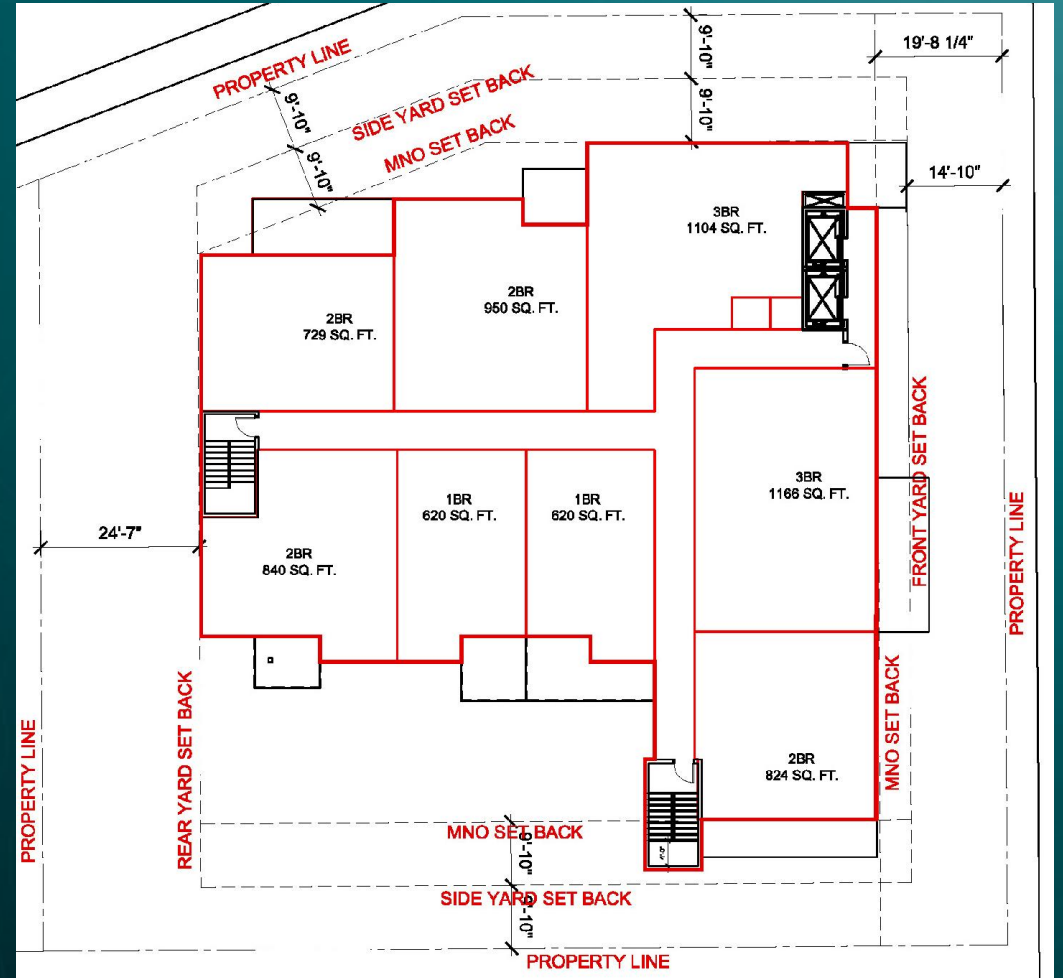 PROPERTY LINE
9'-10"
19'-8 1/4"
SIDE YARD SET BACK
9'-10"
9'-10"
MNO SET BACK
9'-10"
14'-10"
3BR
1104 SQ. FT.
2BR
950 SQ. FT.
2BR
729 SQ. FT.
FRONT YARD SET BACK
3BR
1166 SQ. FT.
1BR
620 SQ. FT.
1BR
620 SQ. FT.
24'-7"
2BR
840 SQ. FT.
PROPERTY LINE
REAR YARD SET BACK
MNO SET BACK
PROPERTY LINE
2BR
824 SQ. FT.
MNO SET BACK
9'-10"
SIDE YARD SET BACK
9'-10"
PROPERTY LINE